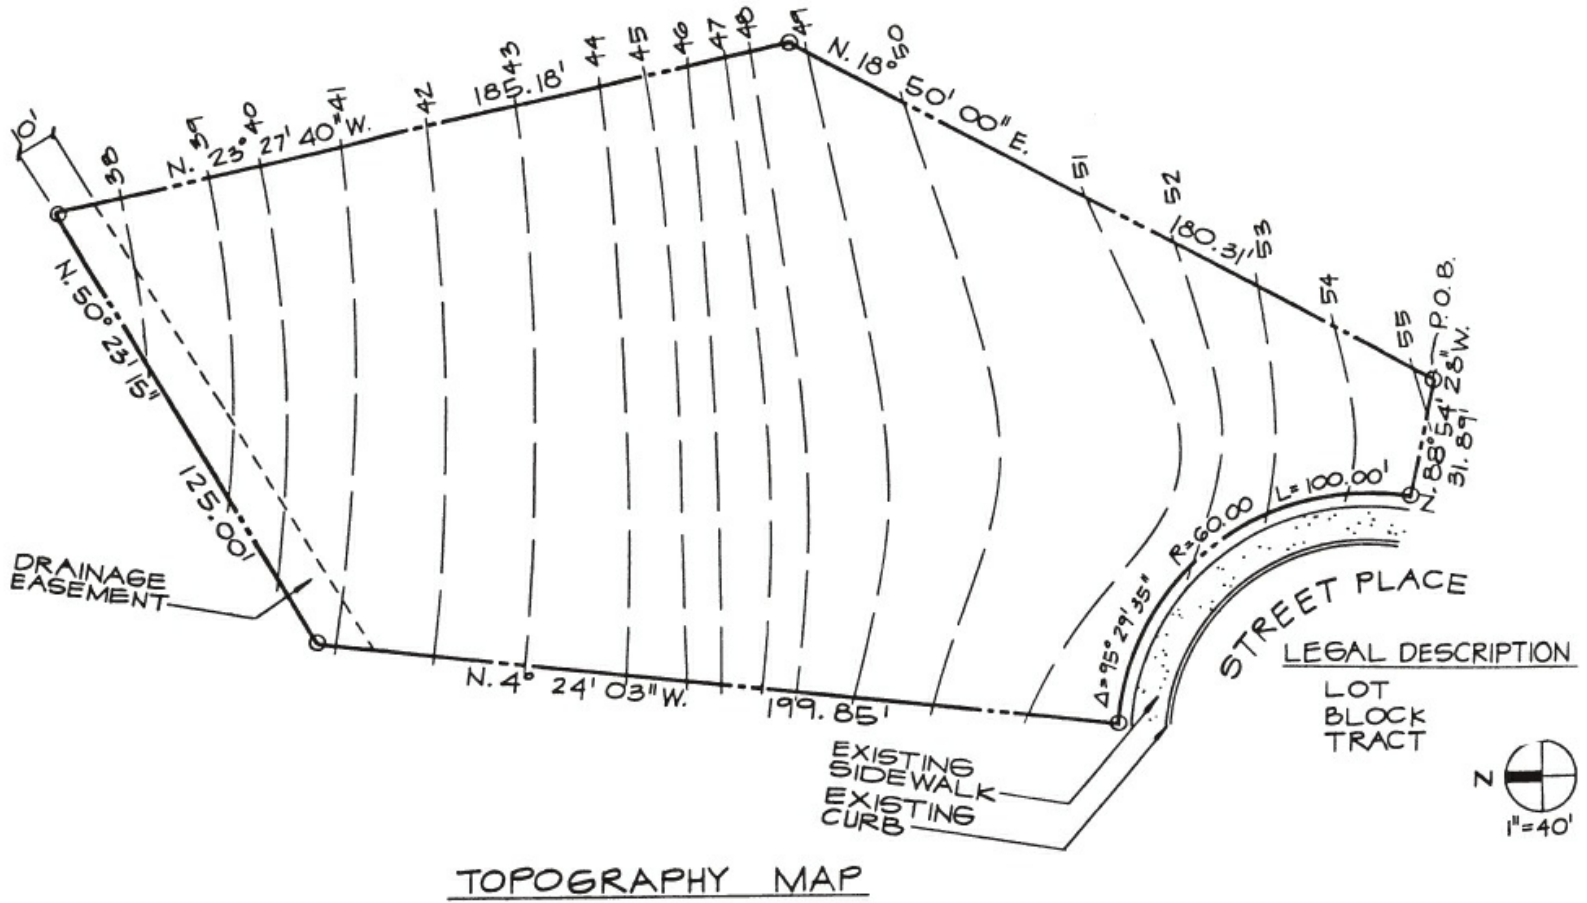 10'
38
N. 23° 27' 40" W.
39
40
41
42
185.18'
43
44
45
46
47
48
49
N. 18° 50' 00" E.
50
51
52
180.31'
53
54
55
P.O.B.
N. 88° 54' 28" W.
31.89'
N. 50° 23' 15"
125.00'
DRAINAGE
EASEMENT
N. 4° 24' 03" W.
199.85'
Δ=95° 29' 35"
R=60.00
L=100.00'
STREET PLACE
EXISTING
SIDEWALK
EXISTING
CURB
LEGAL DESCRIPTION
LOT
BLOCK
TRACT
N
1"=40'
TOPOGRAPHY MAP